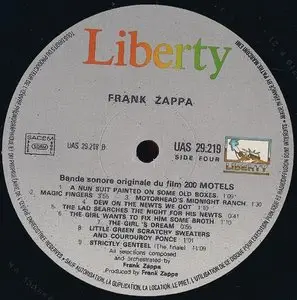 Liberty
FRANK ZAPPA
SACEM
UAS 29.219 B
UAS 29.219
SIDE FOUR
LIBERTY
Bande sonore originale du film 200 MOTELS
1. A NUN SUIT PAINTED ON SOME OLD BOXES.
2. MAGIC FINGERS 3. MOTORHEAD'S MIDNIGHT RANCH
4. DEW ON THE NEWTS WE GOT
5. THE LAD SEARCHES THE NIGHT FOR HIS NEWTS
6. THE GIRL WANTS TO FIX HIM SOME BROTH
7. THE GIRL'S DREAM
8. LITTLE GREEN SCRATCHY SWEATERS
AND COURDUROY PONCE
9. STRICTLY GENTEEL (The finale)
All selections composed
and orchestrated by
Frank Zappa
Produced by Frank Zappa